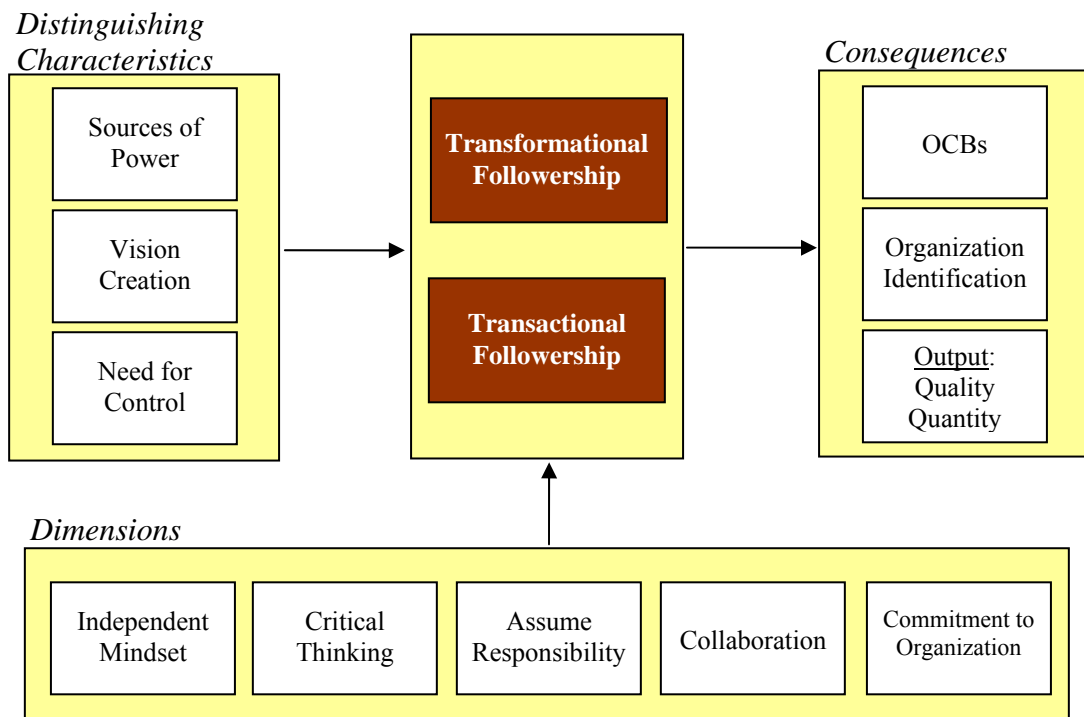 Distinguishing
Characteristics
Sources of
Power
Vision
Creation
Need for
Control
Transformational
Followership
Transactional
Followership
Consequences
OCBs
Organization
Identification
Output:
Quality
Quantity
Dimensions
Independent
Mindset
Critical
Thinking
Assume
Responsibility
Collaboration
Commitment to
Organization